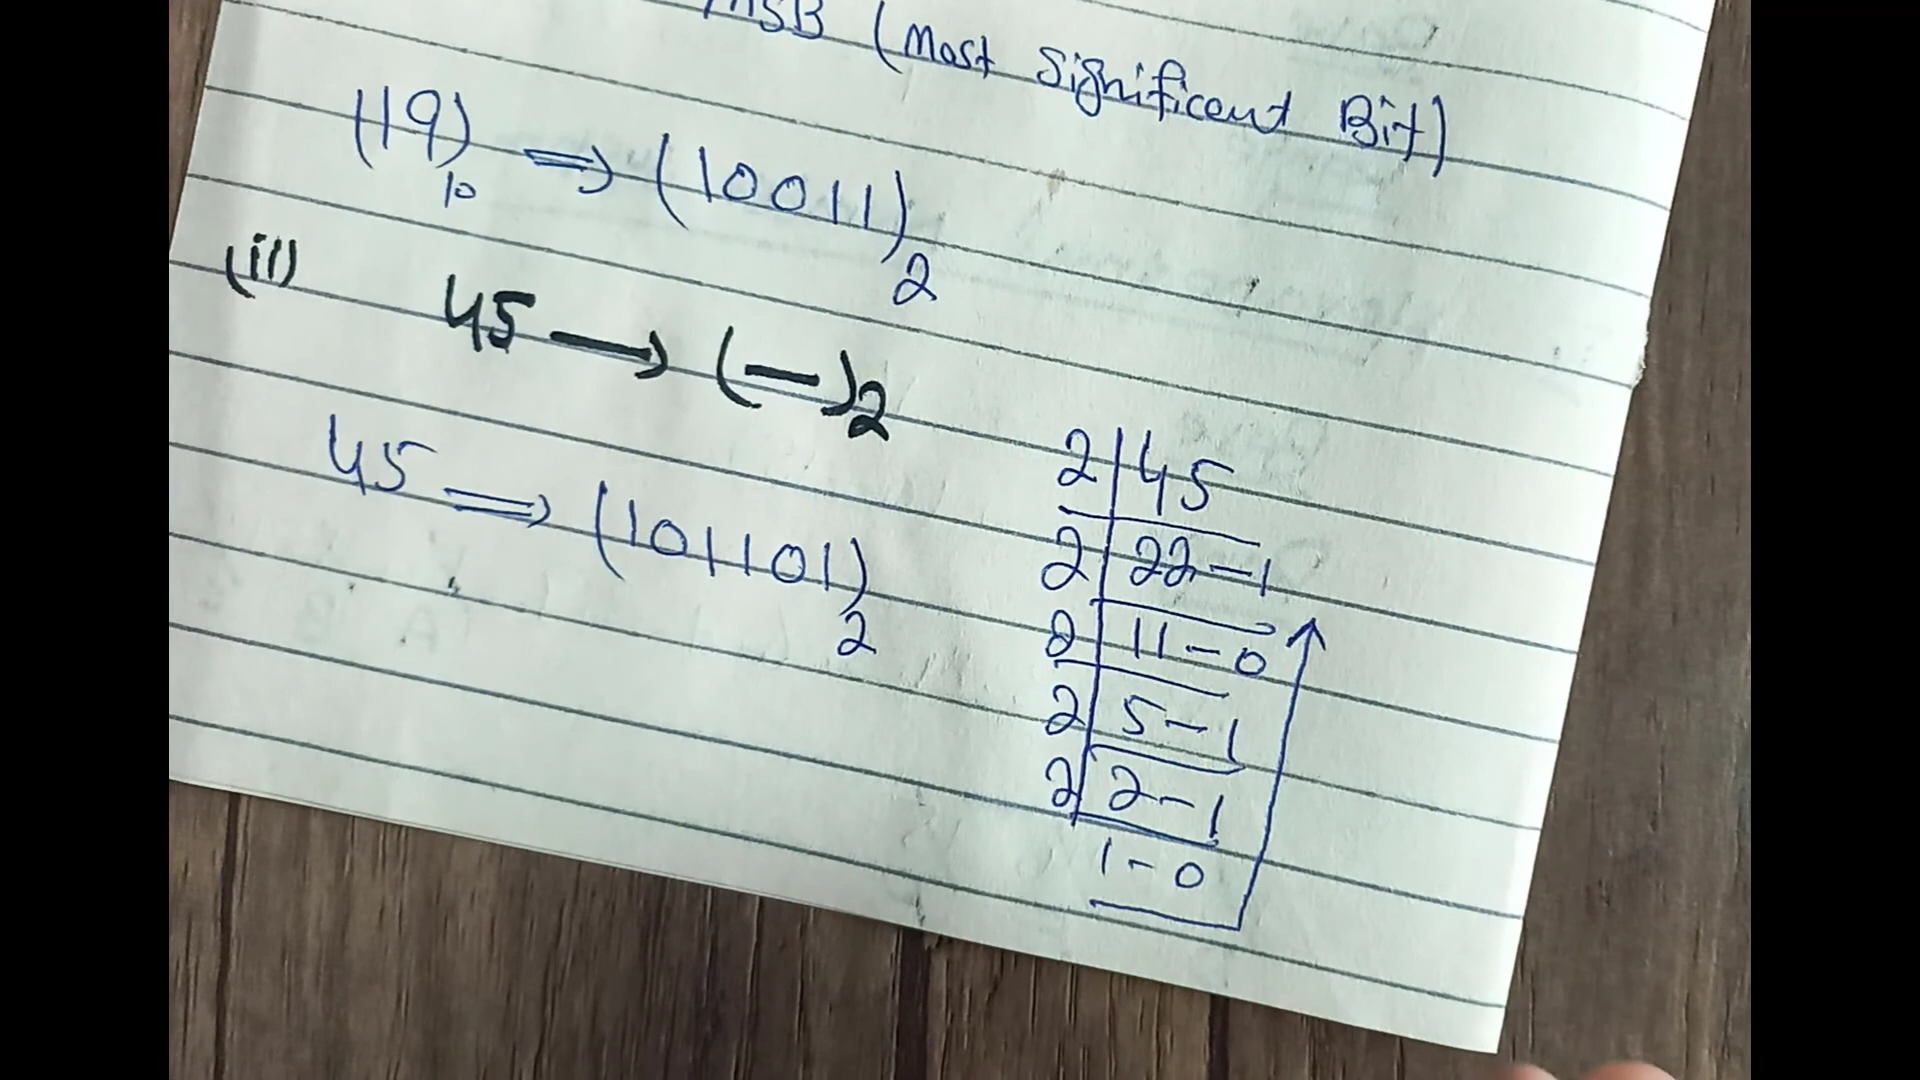 MSB (Most Significant Bit)
(19)10 ⇒ (10011)2
(ii) 45 → (—)2
45 ⇒ (101101)2
2|45
2|22-1
2|11-0
2|5-1
2|2-1
1-0